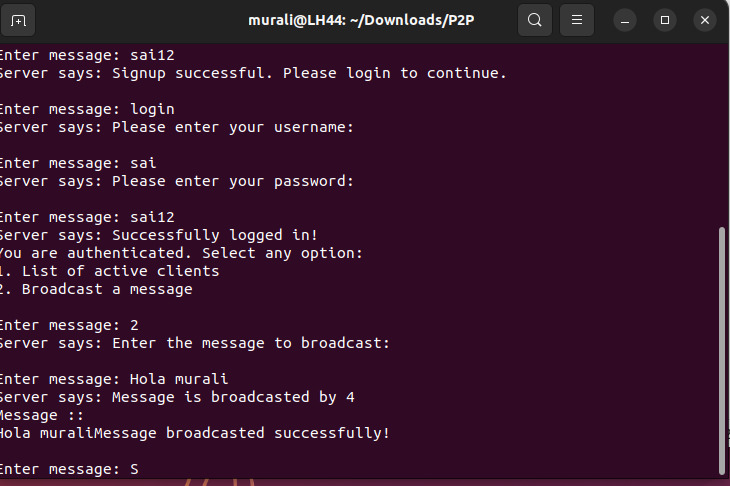 murali@LH44: ~/Downloads/P2P
Enter message: sai12
Server says: Signup successful. Please login to continue.
Enter message: login
Server says: Please enter your username:
Enter message: sai
Server says: Please enter your password:
Enter message: sai12
Server says: Successfully logged in!
You are authenticated. Select any option:
1. List of active clients
2. Broadcast a message
Enter message: 2
Server says: Enter the message to broadcast:
Enter message: Hola murali
Server says: Message is broadcasted by 4
Message ::
Hola muraliMessage broadcasted successfully!
Enter message: S